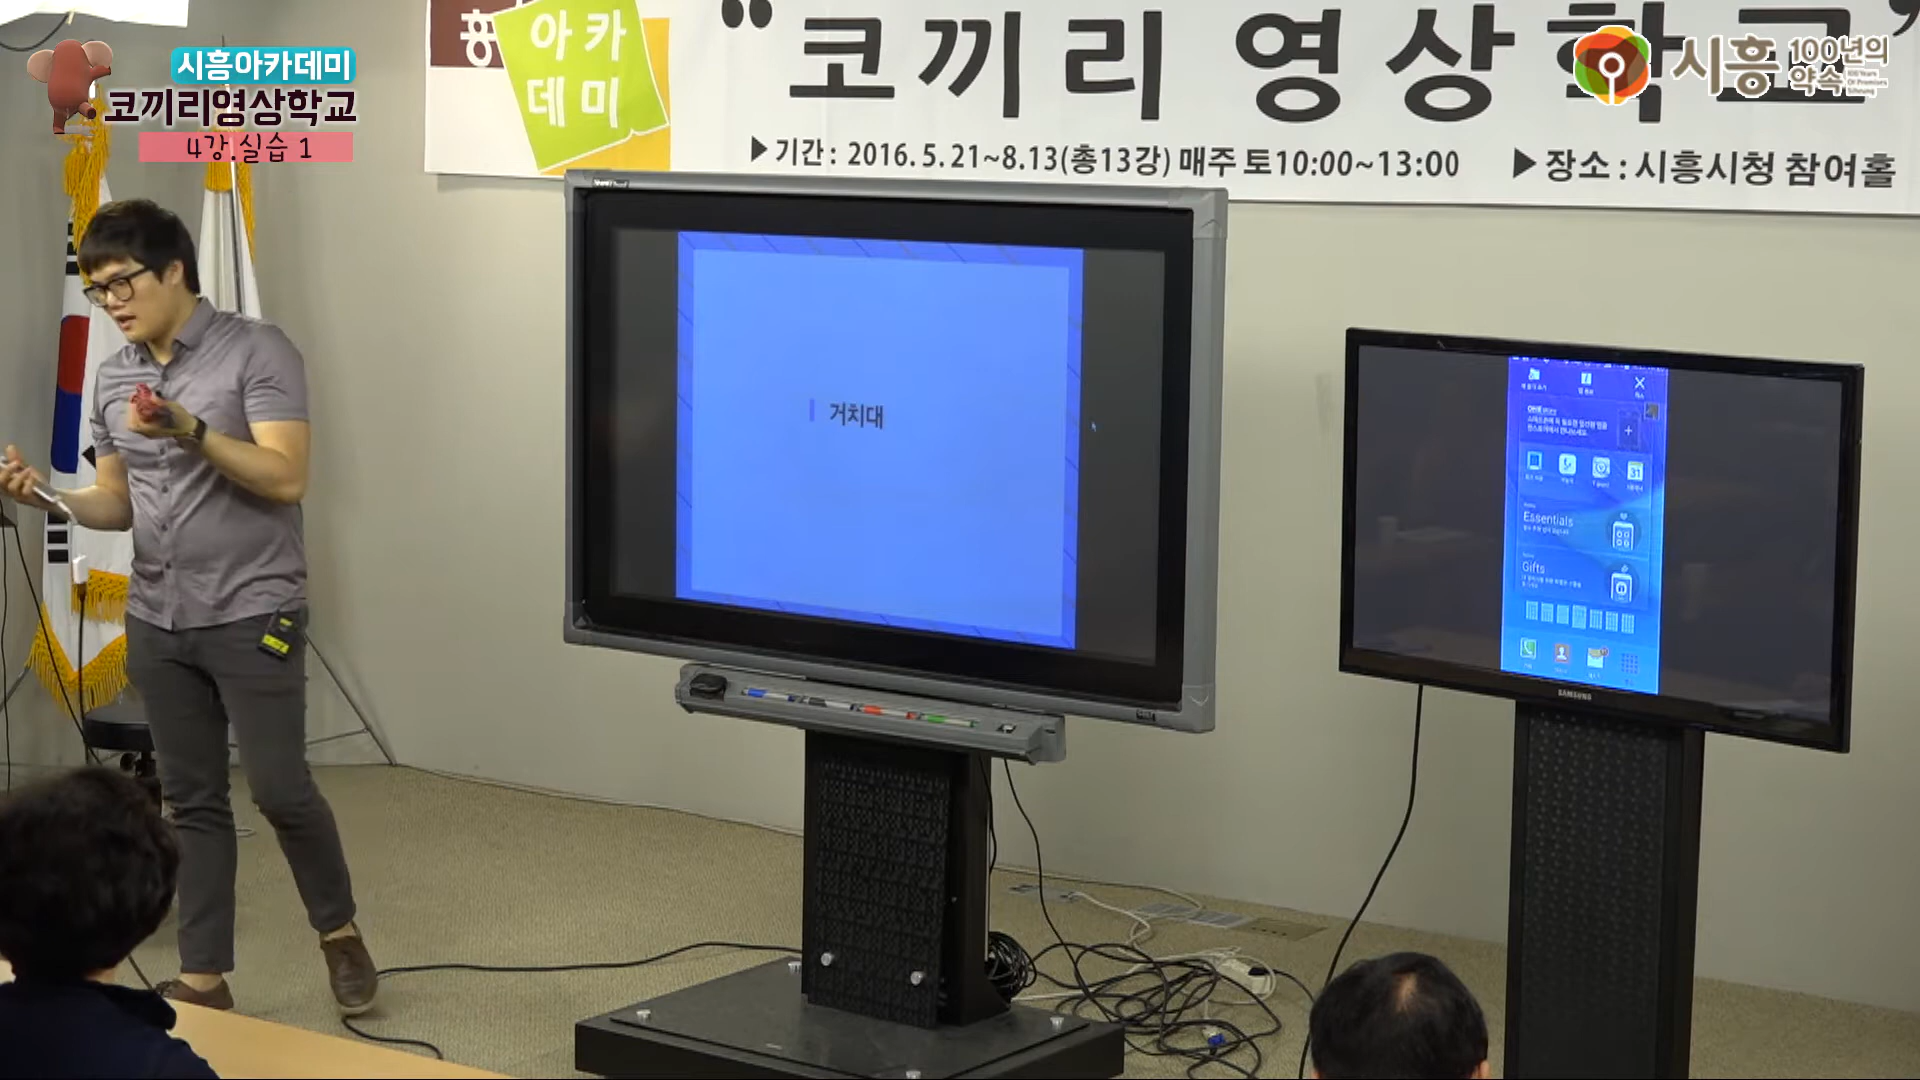 시흥아카데미
코끼리영상학교
4강.실습 1
흥
아카
데미
“코끼리 영상학교”
▶기간 : 2016. 5. 21~8.13(총13강) 매주 토10:00~13:00
▶장소 : 시흥시청 참여홀
시흥
100년의
약속
거치대
Essentials
Gifts
SAMSUNG